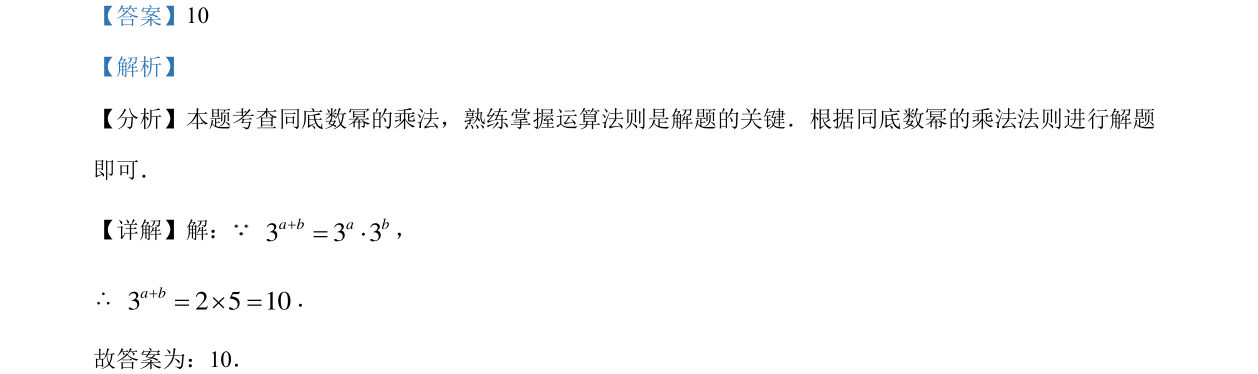 【答案】10
【解析】
【分析】本题考查同底数幂的乘法，熟练掌握运算法则是解题的关键．根据同底数幂的乘法法则进行解题
即可．
【详解】解：∵ 3^{a+b} = 3^a · 3^b，
∴ 3^{a+b} = 2×5 = 10．
故答案为：10．